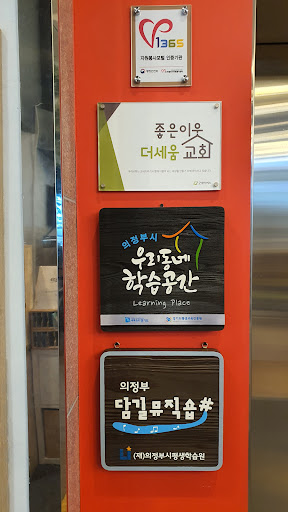 1365
자원봉사포털 인증기관
좋은이웃
더세움 교회
의정부시
우리동네
학습공간
Learning Place
의정부
담길뮤직숍#
(재)의정부시평생학습원